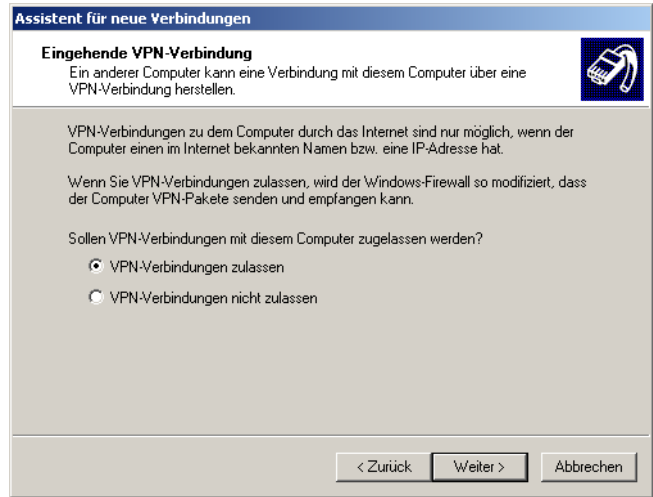 Assistent für neue Verbindungen
Eingehende VPN-Verbindung
Ein anderer Computer kann eine Verbindung mit diesem Computer über eine
VPN-Verbindung herstellen.
VPN-Verbindungen zu dem Computer durch das Internet sind nur möglich, wenn der
Computer einen im Internet bekannten Namen bzw. eine IP-Adresse hat.
Wenn Sie VPN-Verbindungen zulassen, wird der Windows-Firewall so modifiziert, dass
der Computer VPN-Pakete senden und empfangen kann.
Sollen VPN-Verbindungen mit diesem Computer zugelassen werden?
VPN-Verbindungen zulassen
VPN-Verbindungen nicht zulassen
< Zurück Weiter > Abbrechen